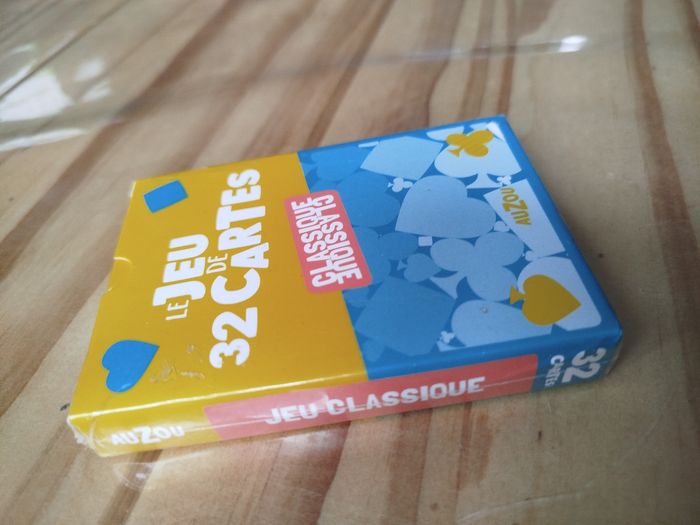 LE JEU
DE
32 CARTES
CLASSIQUE
CLASSIQUE
AUZOU
AUZOU
JEU CLASSIQUE
32
CARTES